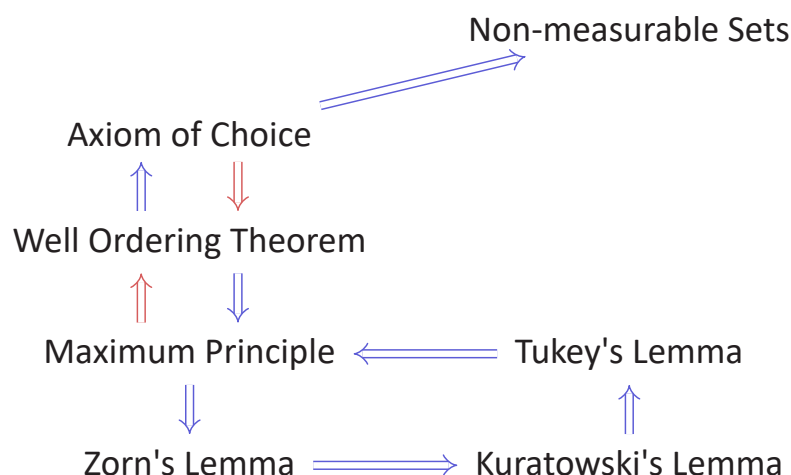 Non-measurable Sets
Axiom of Choice
Well Ordering Theorem
Maximum Principle
Tukey's Lemma
Zorn's Lemma
Kuratowski's Lemma